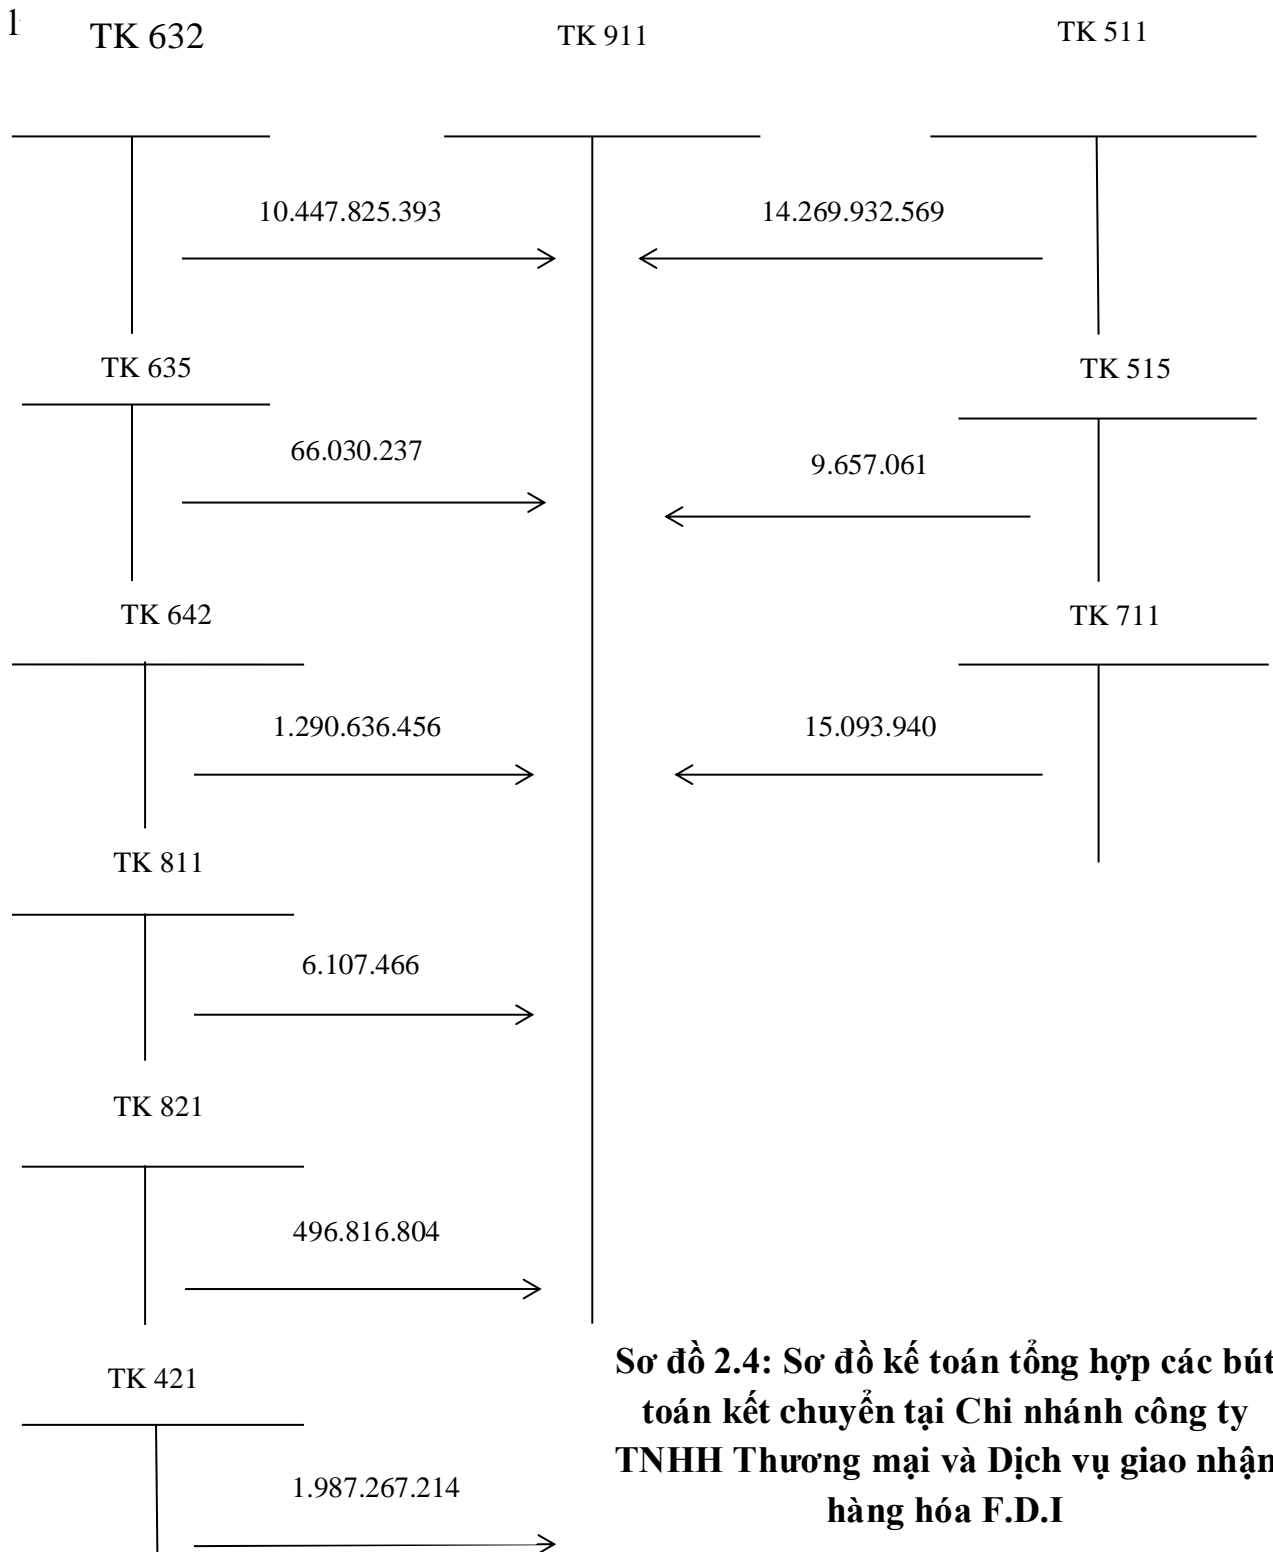 TK 632 TK 911 TK 511
10.447.825.393 14.269.932.569
TK 635 TK 515
66.030.237 9.657.061
TK 642 TK 711
1.290.636.456 15.093.940
TK 811
6.107.466
TK 821
496.816.804
TK 421
1.987.267.214
Sơ đồ 2.4: Sơ đồ kế toán tổng hợp các bút
toán kết chuyển tại Chi nhánh công ty
TNHH Thương mại và Dịch vụ giao nhận
hàng hóa F.D.I